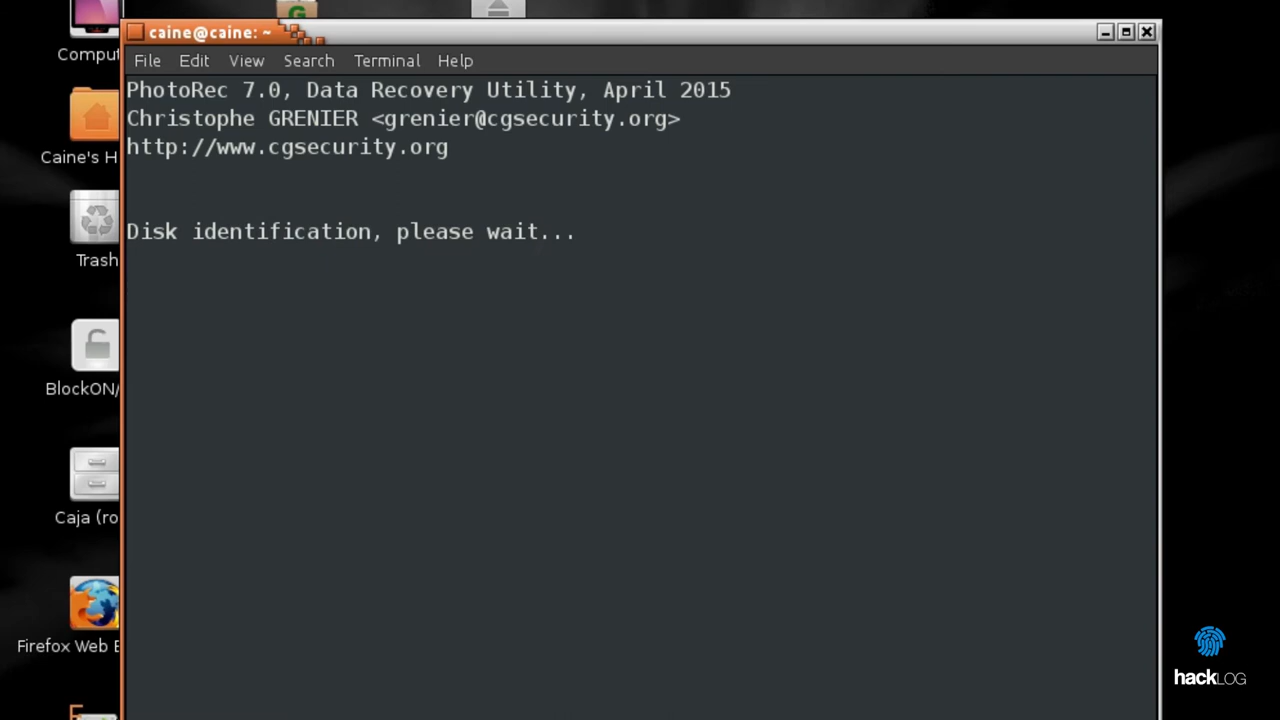 caine@caine: ~
File Edit View Search Terminal Help
PhotoRec 7.0, Data Recovery Utility, April 2015
Christophe GRENIER <grenier@cgsecurity.org>
http://www.cgsecurity.org
Disk identification, please wait...
Comput
Caine's H
Trash
BlockON/
Caja (ro
Firefox Web B
hackLOG